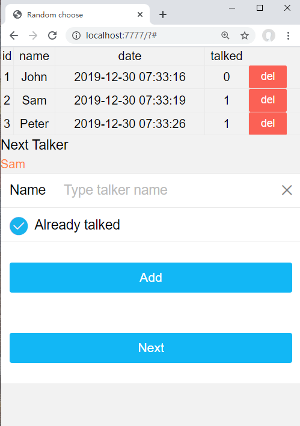 Random choose
localhost:7777/?#
id name date talked
1 John 2019-12-30 07:33:16 0 del
2 Sam 2019-12-30 07:33:19 1 del
3 Peter 2019-12-30 07:33:26 1 del
Next Talker
Sam
Name Type talker name
Already talked
Add
Next